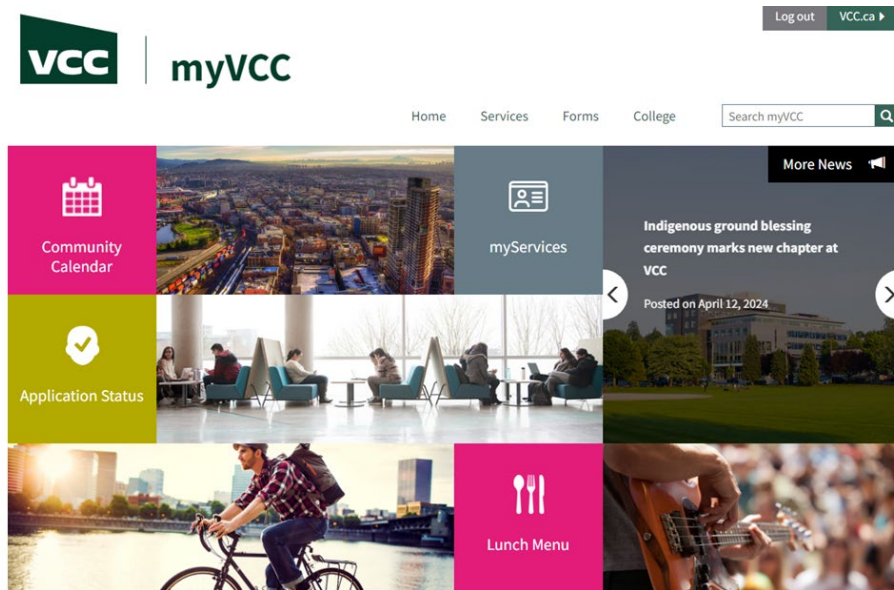 Log out
VCC.ca
VCC
myVCC
Home
Services
Forms
College
Search myVCC
Community
Calendar
myServices
More News
Indigenous ground blessing
ceremony marks new chapter at
VCC
Posted on April 12, 2024
Application Status
Lunch Menu